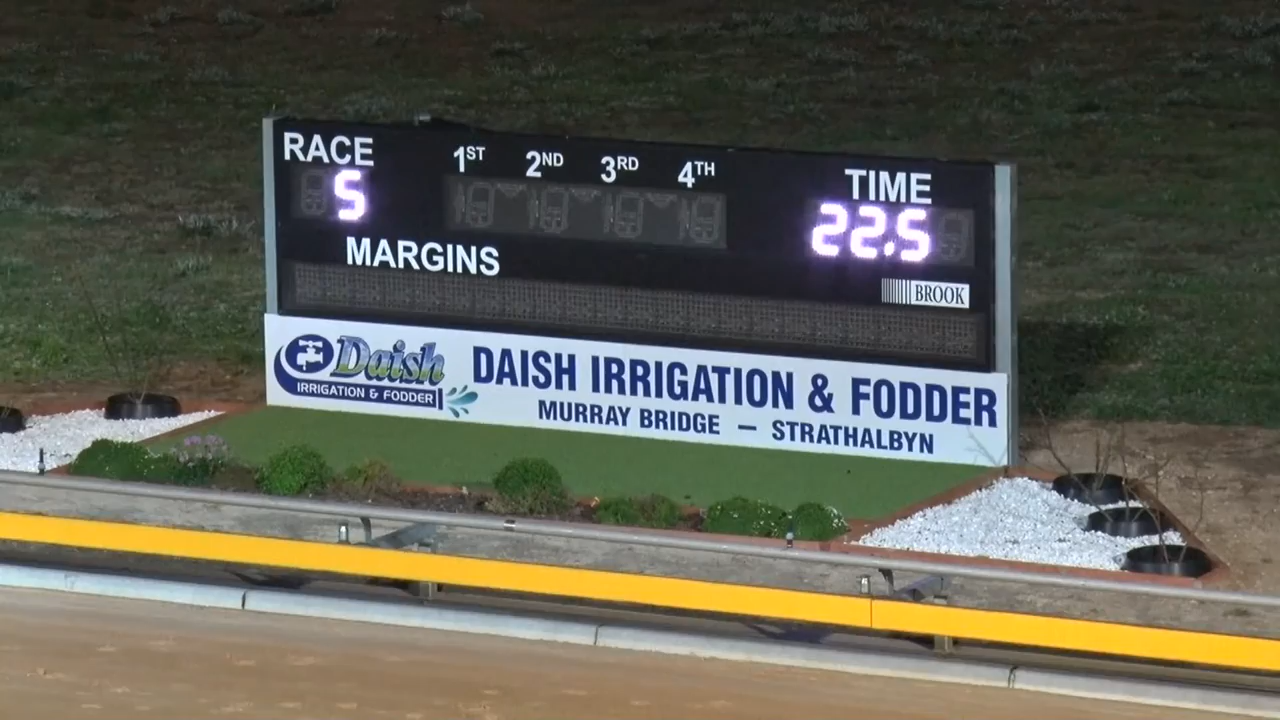 RACE
1ST 2ND 3RD 4TH
TIME
5
22.5
MARGINS
BROOK
Daish
IRRIGATION & FODDER
DAISH IRRIGATION & FODDER
MURRAY BRIDGE — STRATHALBYN